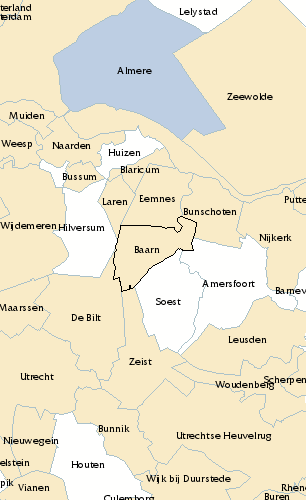 Lelystad
terland
terdam
Almere
Zeewolde
Muiden
Weesp
Naarden
Huizen
Blaricum
Bussum
Eemnes
Putte
Laren
Bunschoten
Wijdemeren
Hilversum
Nijkerk
Baarn
Amersfoort
Barnev
Soest
Maarssen
De Bilt
Leusden
Zeist
Utrecht
Scherpen
Woudenberg
Bunnik
Nieuwegein
Utrechtse Heuvelrug
elstein
Houten
Wijk bij Duurstede
pik
Vianen
Rhene
Buren
Culemborg